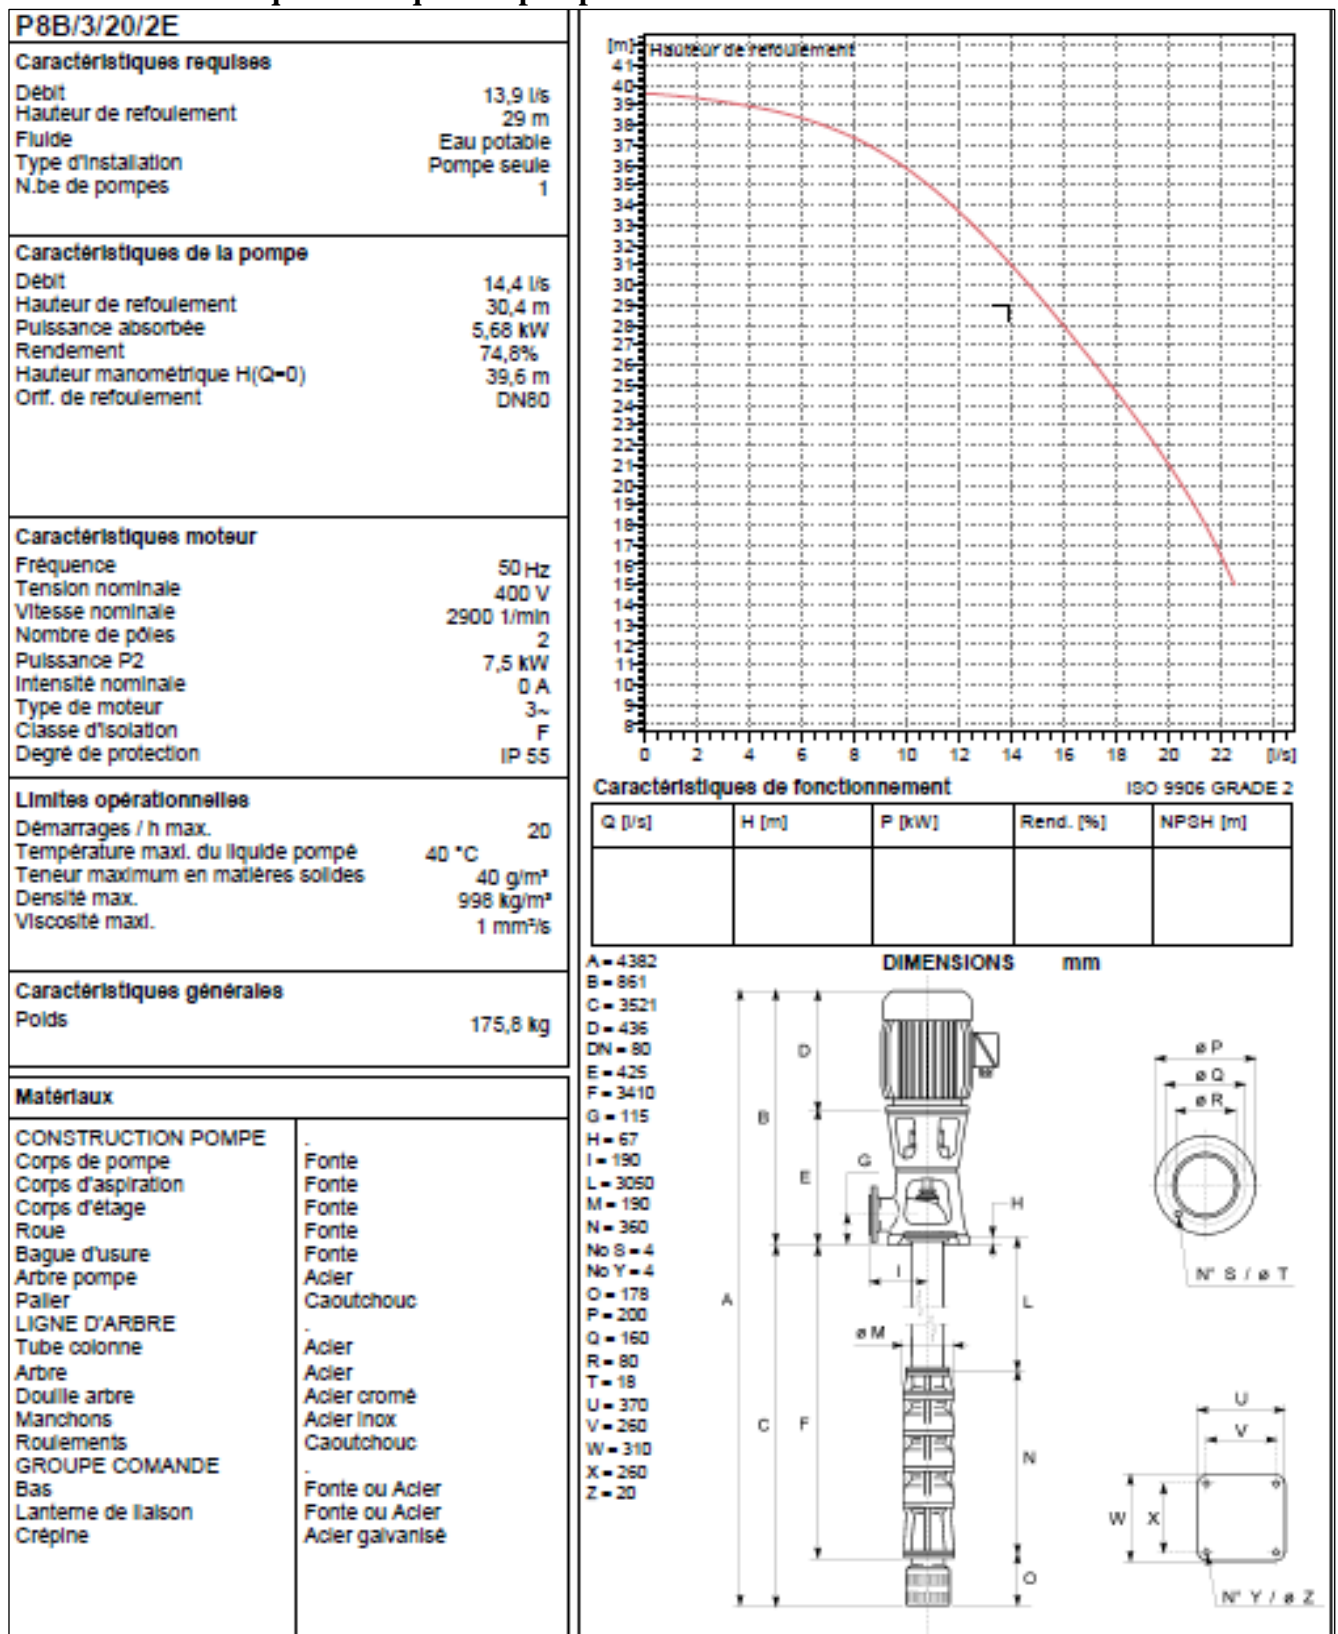 P8B/3/20/2E
Caractéristiques requises
Débit 13,9 l/s
Hauteur de refoulement 29 m
Fluide Eau potable
Type d'installation Pompe seule
N.be de pompes 1
Caractéristiques de la pompe
Débit 14,4 l/s
Hauteur de refoulement 30,4 m
Puissance absorbée 5,68 kW
Rendement 74,8%
Hauteur manométrique H(Q=0) 39,6 m
Orif. de refoulement DN80
Caractéristiques moteur
Fréquence 50 Hz
Tension nominale 400 V
Vitesse nominale 2900 1/min
Nombre de pôles 2
Puissance P2 7,5 kW
Intensité nominale 0 A
Type de moteur 3~
Classe d'isolation F
Degré de protection IP 55
Limites opérationnelles
Démarrages / h max. 20
Température maxi. du liquide pompé 40 °C
Teneur maximum en matières solides 40 g/m³
Densité max. 998 kg/m³
Viscosité maxi. 1 mm²/s
Caractéristiques générales
Poids 175,8 kg
Matériaux
CONSTRUCTION POMPE .
Corps de pompe Fonte
Corps d'aspiration Fonte
Corps d'étage Fonte
Roue Fonte
Bague d'usure Fonte
Arbre pompe Acier
Palier Caoutchouc
LIGNE D'ARBRE .
Tube colonne Acier
Arbre Acier
Douille arbre Acier cromé
Manchons Acier inox
Roulements Caoutchouc
GROUPE COMANDE .
Bas Fonte ou Acier
Lanterne de liaison Fonte ou Acier
Crépine Acier galvanisé
[m] Hauteur de refoulement
41
40
39
38
37
36
35
34
33
32
31
30
29
28
27
26
25
24
23
22
21
20
19
18
17
16
15
14
13
12
11
10
9
8
0 2 4 6 8 10 12 14 16 18 20 22 [l/s]
Caractéristiques de fonctionnement ISO 9906 GRADE 2
Q [l/s] H [m] P [kW] Rend. [%] NPSH [m]
DIMENSIONS mm
A = 4382
B = 861
C = 3521
D = 436
DN = 80
E = 425
F = 3410
G = 115
H = 67
I = 190
L = 3050
M = 190
N = 360
No S = 4
No Y = 4
O = 178
P = 200
Q = 160
R = 80
T = 18
U = 370
V = 260
W = 310
X = 260
Z = 20
D
B
G
E
H
I
A
L
ø M
C
F
N
O
ø P
ø Q
ø R
N° S / ø T
U
V
W
X
N° Y / ø Z